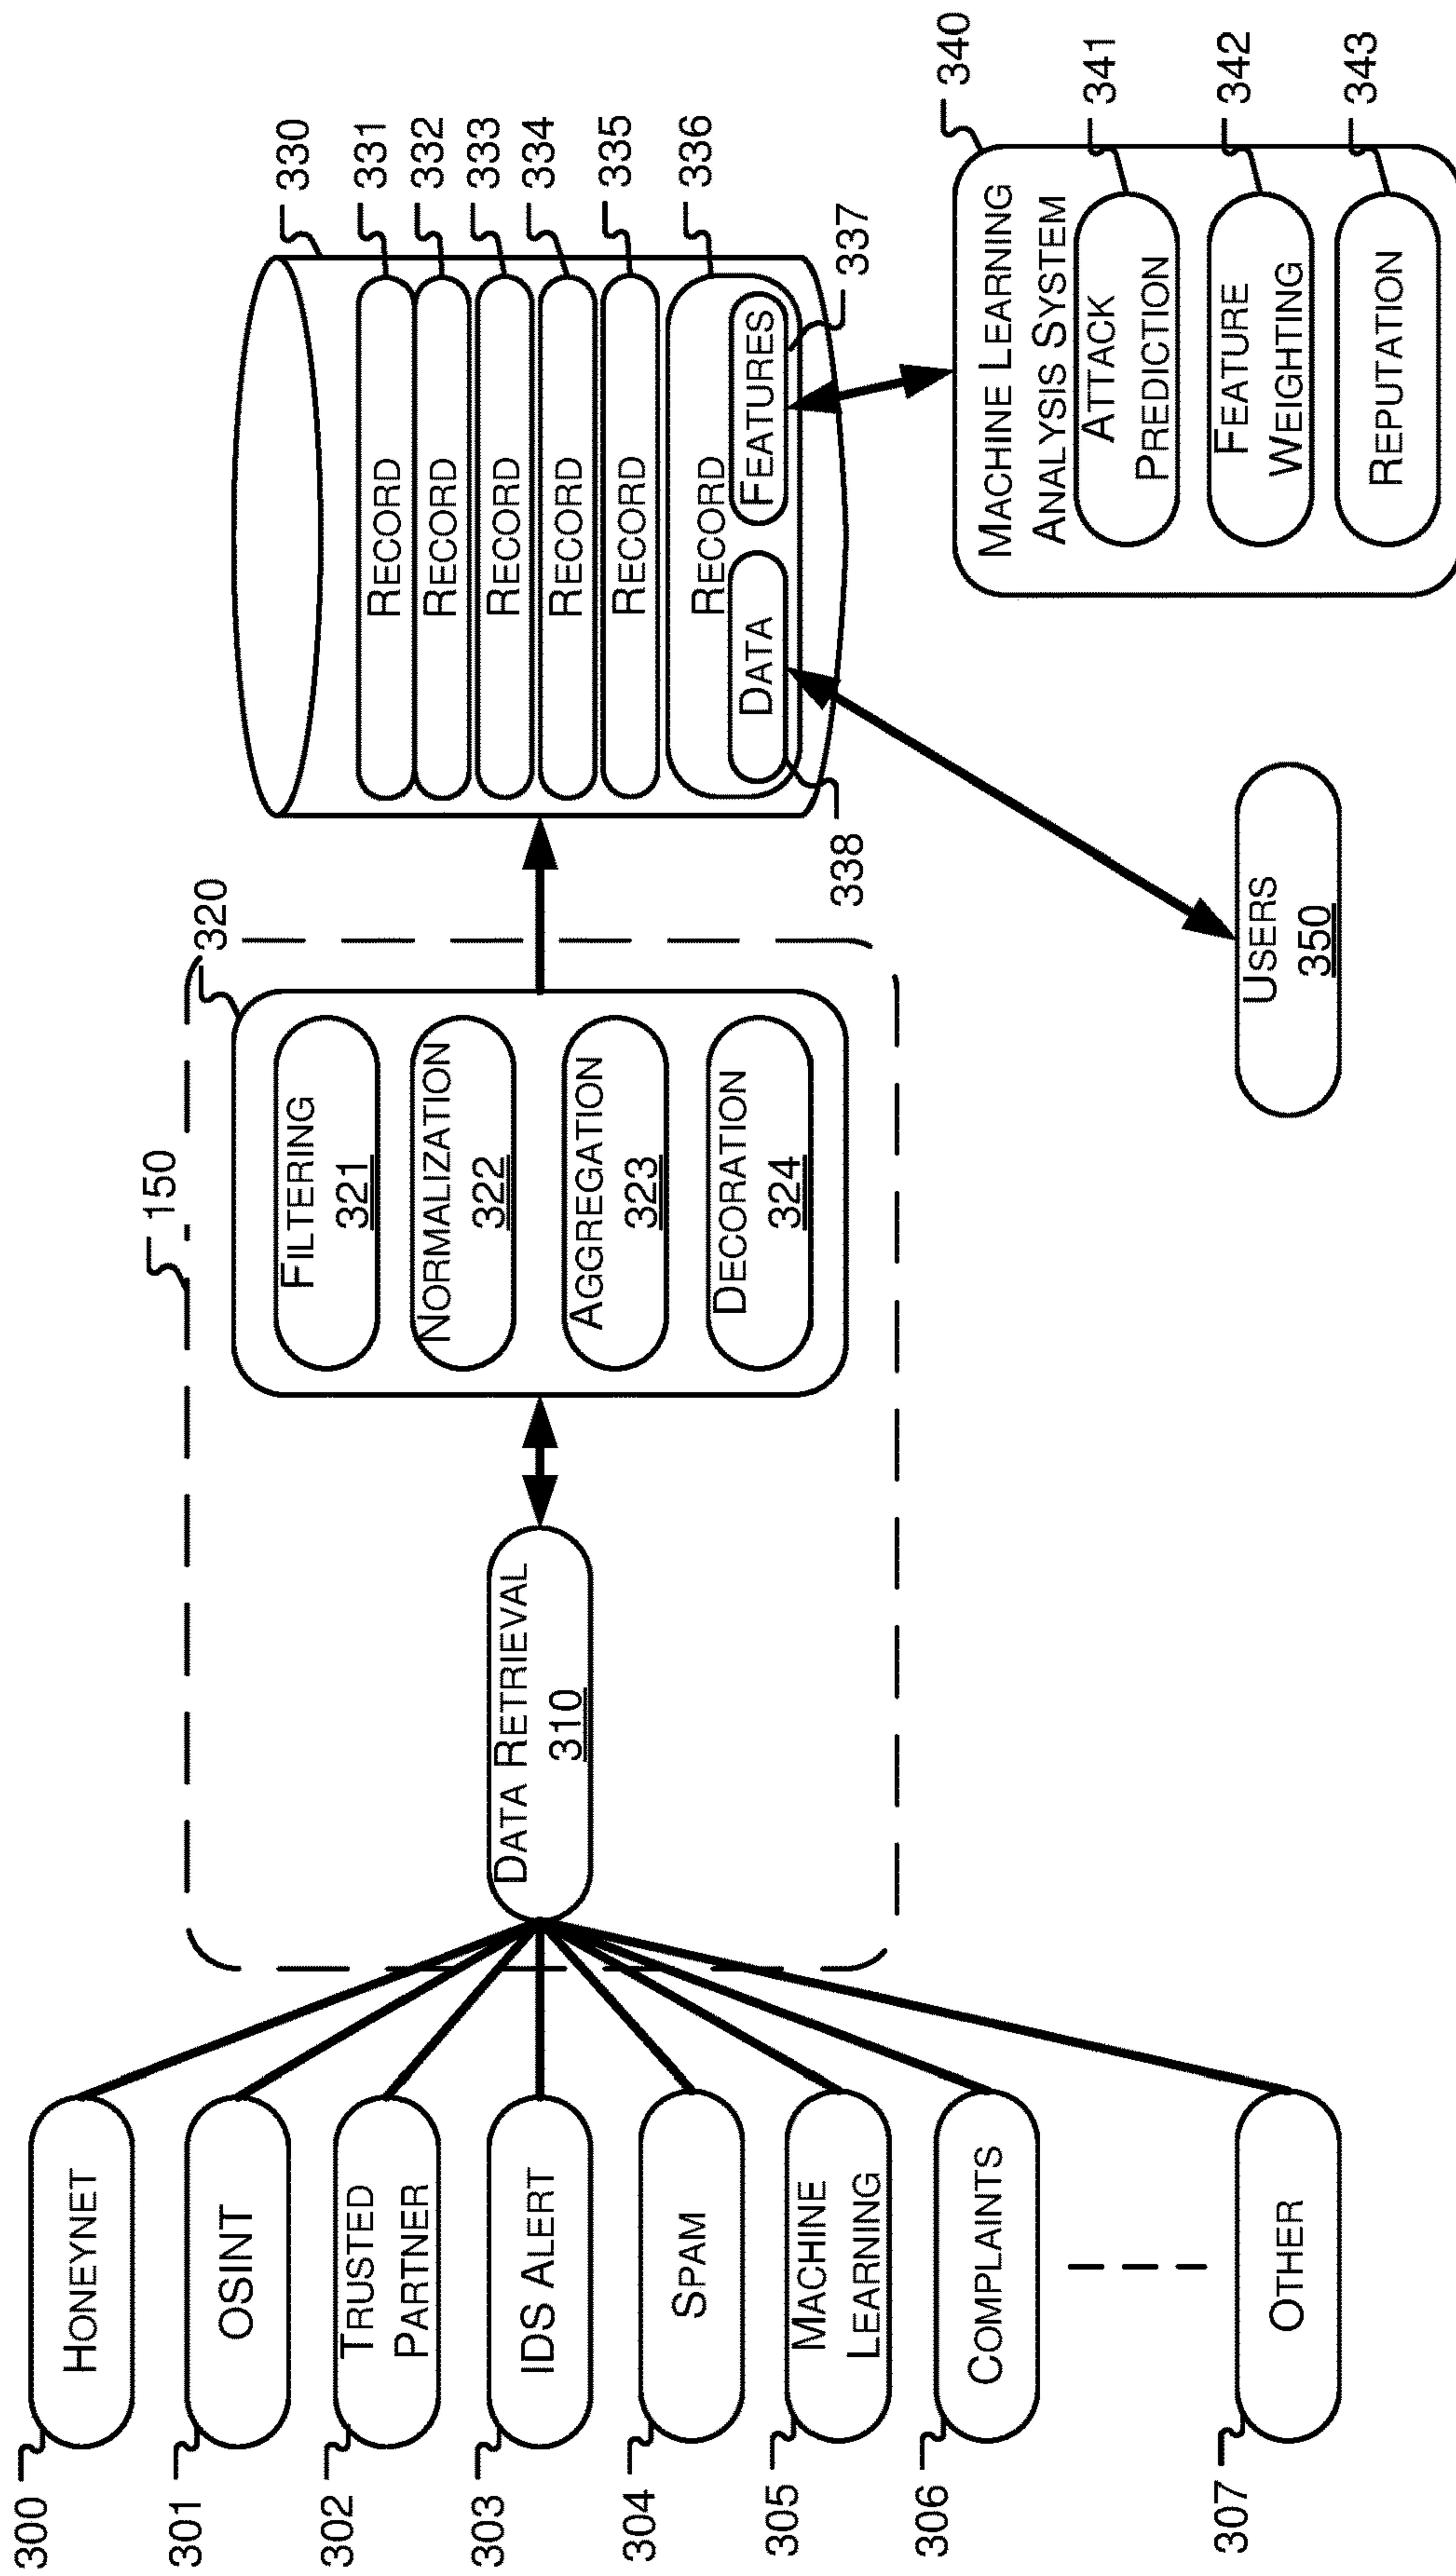 300
HONEYNET
301
OSINT
302
TRUSTED
PARTNER
303
IDS ALERT
304
SPAM
305
MACHINE
LEARNING
306
COMPLAINTS
307
OTHER
150
DATA RETRIEVAL
310
320
FILTERING
321
NORMALIZATION
322
AGGREGATION
323
DECORATION
324
330
RECORD
331
RECORD
332
RECORD
333
RECORD
334
RECORD
335
RECORD
336
DATA
338
FEATURES
337
USERS
350
340
MACHINE LEARNING
ANALYSIS SYSTEM
ATTACK
PREDICTION
341
FEATURE
WEIGHTING
342
REPUTATION
343